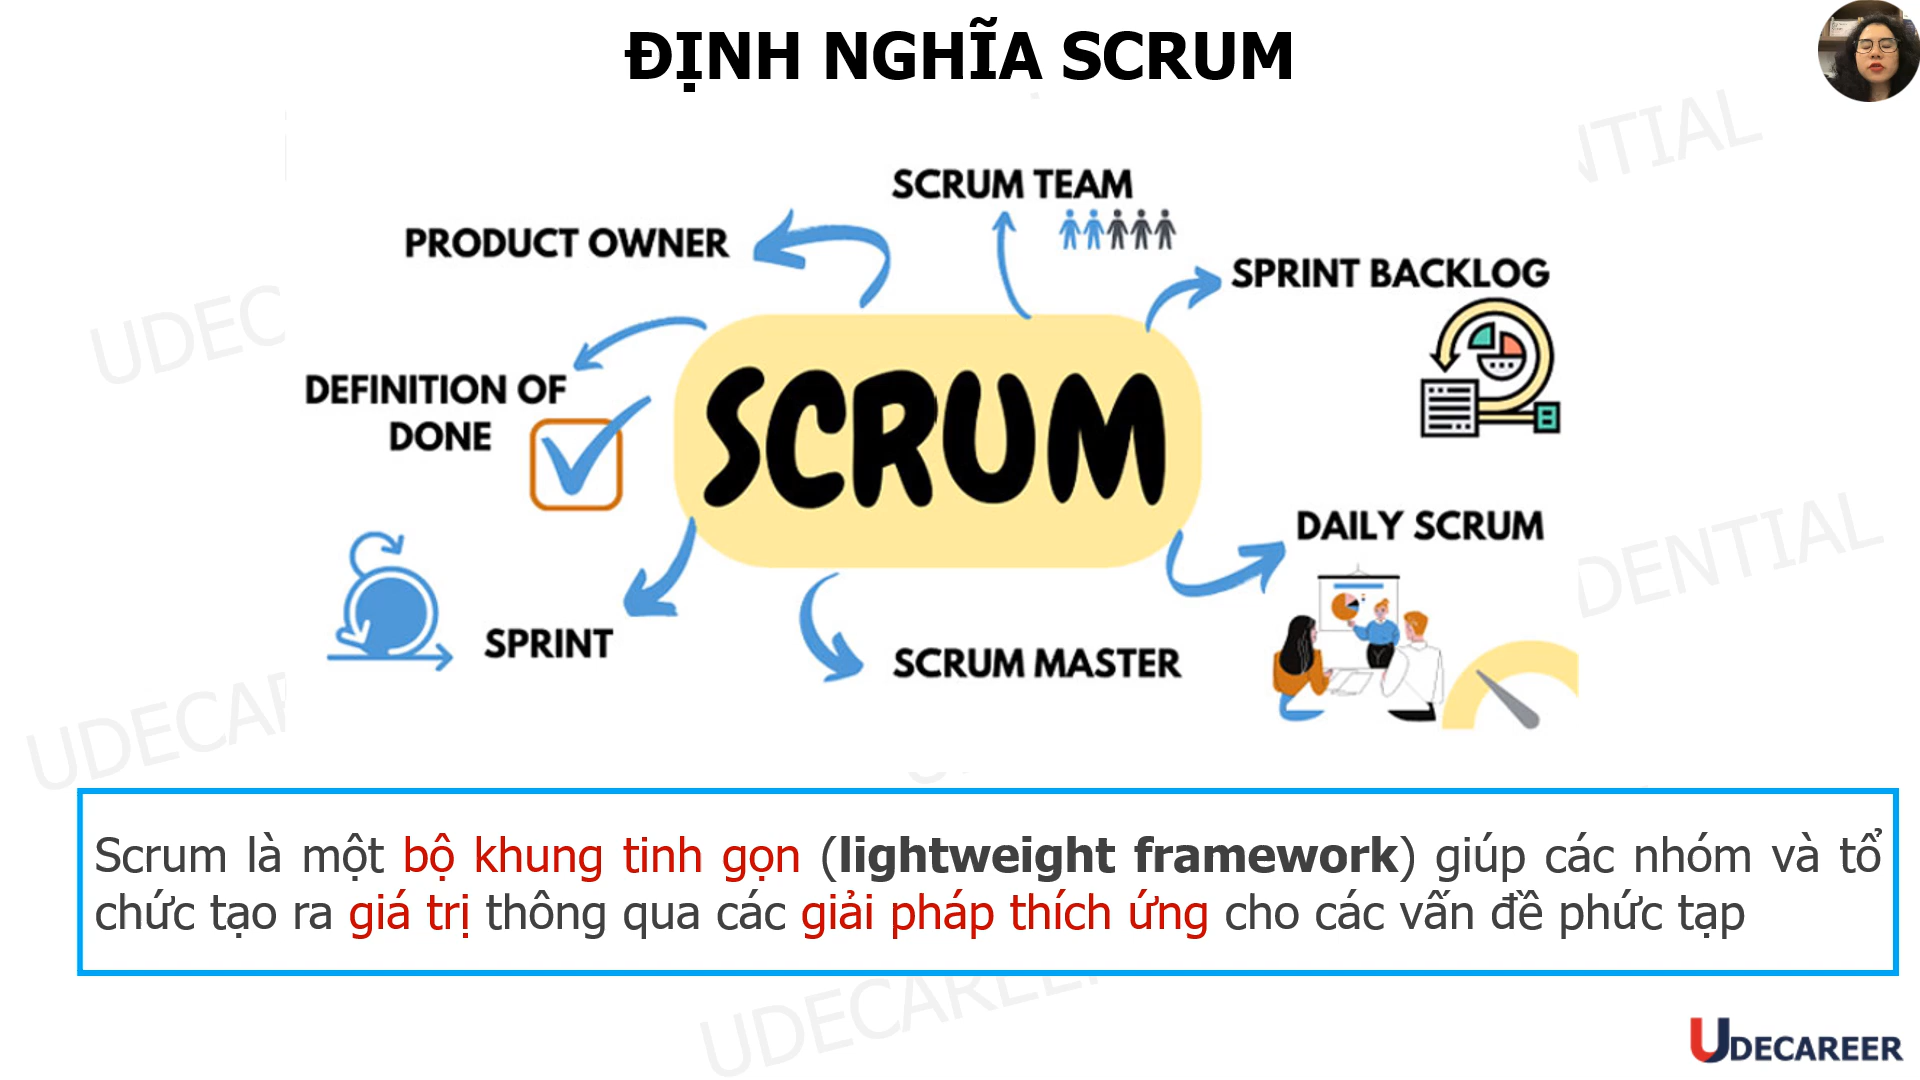 ĐỊNH NGHĨA SCRUM
SCRUM TEAM
PRODUCT OWNER
SPRINT BACKLOG
DEFINITION OF
DONE
SCRUM
DAILY SCRUM
SPRINT
SCRUM MASTER
Scrum là một bộ khung tinh gọn (lightweight framework) giúp các nhóm và tổ
chức tạo ra giá trị thông qua các giải pháp thích ứng cho các vấn đề phức tạp
UDECAREER